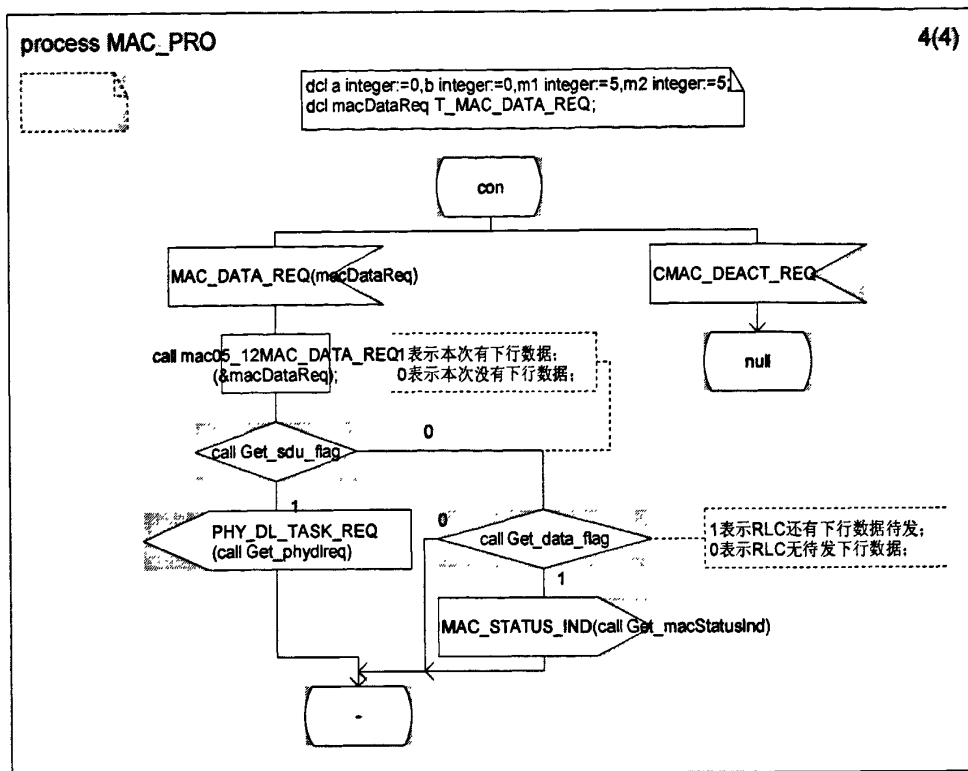 process MAC_PRO
4(4)
dcl a integer:=0,b integer:=0,m1 integer:=5,m2 integer:=5;
dcl macDataReq T_MAC_DATA_REQ;
con
MAC_DATA_REQ(macDataReq)
CMAC_DEACT_REQ
call mac05_12MAC_DATA_REQ
(&macDataReq);
1表示本次有下行数据;
0表示本次没有下行数据;
null
0
call Get_sdu_flag
1
0
PHY_DL_TASK_REQ
(call Get_phydlreq)
call Get_data_flag
1表示RLC还有下行数据待发;
0表示RLC无待发下行数据;
1
MAC_STATUS_IND(call Get_macStatusInd)
-